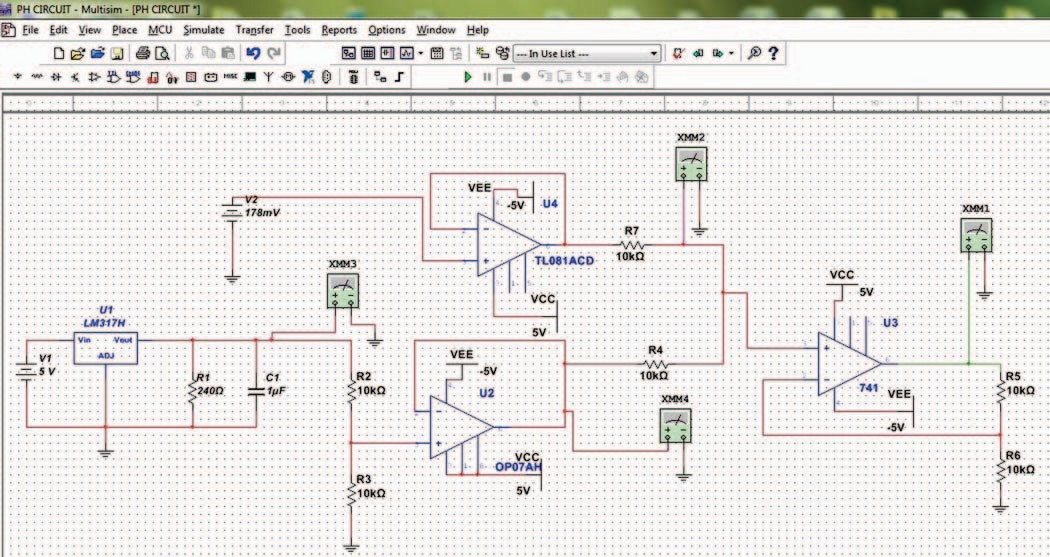 PH CIRCUIT - Multisim - [PH CIRCUIT *]
File Edit View Place MCU Simulate Transfer Tools Reports Options Window Help
--- In Use List ---
XMM2
VEE
-5V
U4
V2
178mV
R7
10kΩ
XMM1
TL081ACD
XMM3
VCC
5V
VCC
5V
U1
LM317H
Vin
Vout
ADJ
U3
V1
5 V
VEE
-5V
R4
10kΩ
R1
240Ω
C1
1µF
R2
10kΩ
U2
741
R5
10kΩ
XMM4
VEE
-5V
VCC
OP07AH
5V
R3
10kΩ
R6
10kΩ